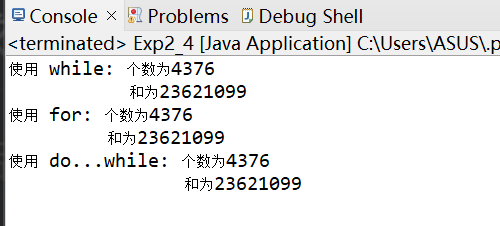 Console × Problems Debug Shell
<terminated> Exp2_4 [Java Application] C:\Users\ASUS\.p
使用 while: 个数为4376
和为23621099
使用 for: 个数为4376
和为23621099
使用 do...while: 个数为4376
和为23621099